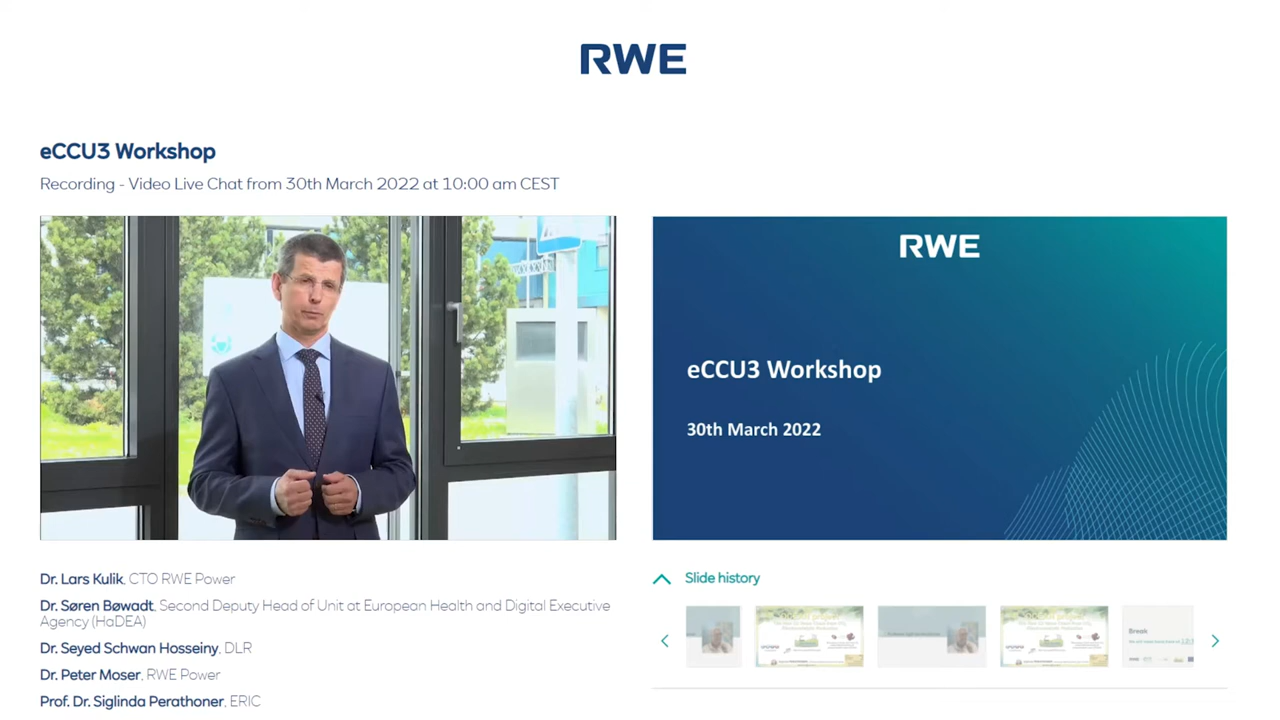 RWE
eCCU3 Workshop
Recording - Video Live Chat from 30th March 2022 at 10:00 am CEST
RWE
eCCU3 Workshop
30th March 2022
Dr. Lars Kulik, CTO RWE Power
Dr. Søren Bøwadt, Second Deputy Head of Unit at European Health and Digital Executive
Agency (HaDEA)
Dr. Seyed Schwan Hosseiny, DLR
Dr. Peter Moser, RWE Power
Prof. Dr. Siglinda Perathoner, ERIC
Slide history
Break